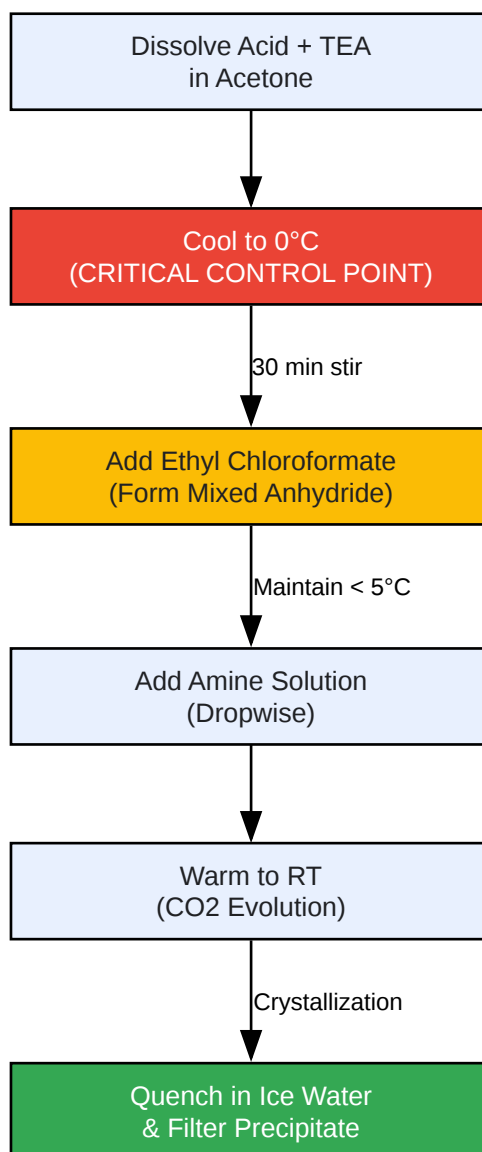 Dissolve Acid + TEA
in Acetone
Cool to 0°C
(CRITICAL CONTROL POINT)
30 min stir
Add Ethyl Chloroformate
(Form Mixed Anhydride)
Maintain < 5°C
Add Amine Solution
(Dropwise)
Warm to RT
(CO2 Evolution)
Crystallization
Quench in Ice Water
& Filter Precipitate